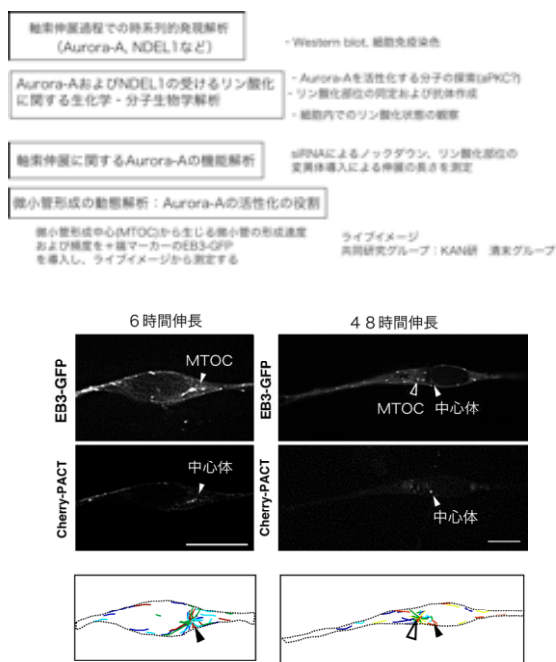 軸索伸展過程での時系列的発現解析
(Aurora-A, NDEL1など)
- Western blot, 細胞免疫染色
Aurora-AおよびNDEL1の受けるリン酸化
に関する生化学・分子生物学解析
- Aurora-Aを活性化する分子の探索(aPKC?)
- リン酸化部位の同定および抗体作成
- 細胞内でのリン酸化状態の観察
軸索伸展に関するAurora-Aの機能解析
siRNAによるノックダウン、リン酸化部位の
変異体導入による伸展の長さを測定
微小管形成の動態解析：Aurora-Aの活性化の役割
微小管形成中心(MTOC)から生じる微小管の形成速度
および頻度を＋端マーカーのEB3-GFP
を導入し、ライブイメージから測定する
ライブイメージ
共同研究グループ：KAN研　清末グループ
6時間伸長
48時間伸長
EB3-GFP
MTOC
EB3-GFP
MTOC
中心体
Cherry-PACT
中心体
Cherry-PACT
中心体